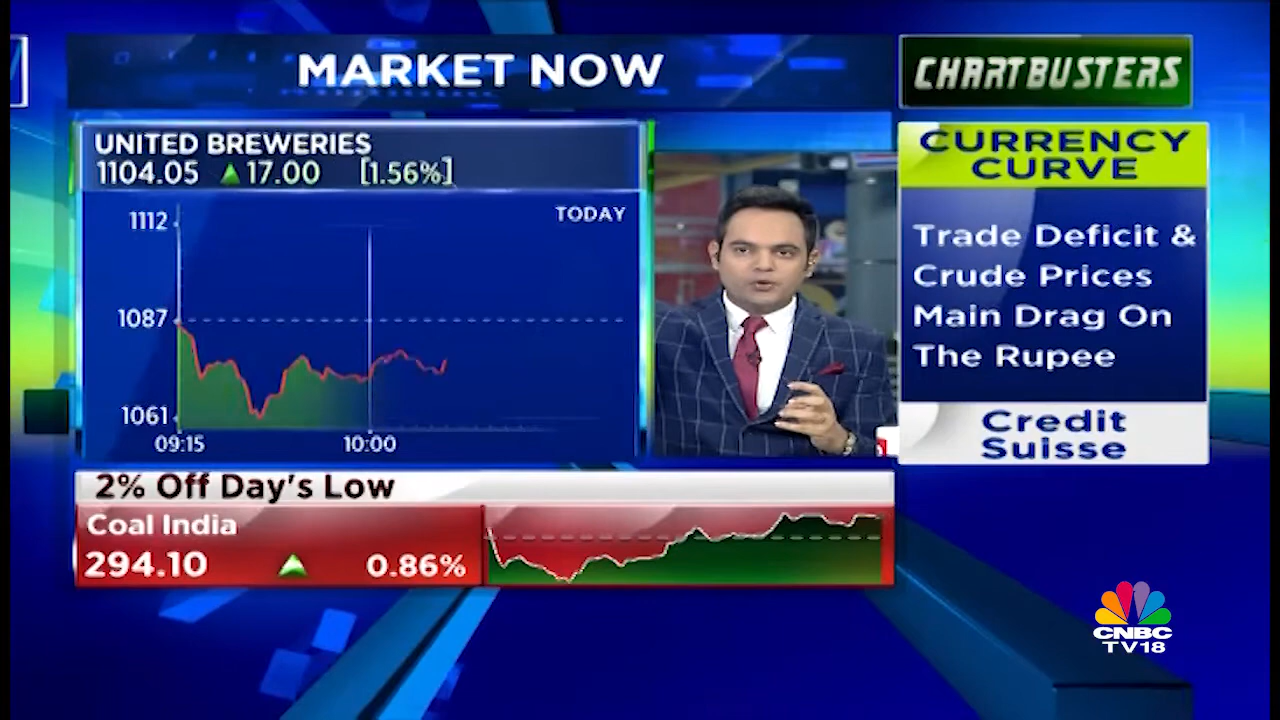 MARKET NOW
CHARTBUSTERS
UNITED BREWERIES
1104.05 ▲ 17.00 [1.56%]
TODAY
1112
1087
1061
09:15 10:00
CURRENCY
CURVE
Trade Deficit &
Crude Prices
Main Drag On
The Rupee
Credit
Suisse
2% Off Day's Low
Coal India
294.10 ▲ 0.86%
CNBC
TV18